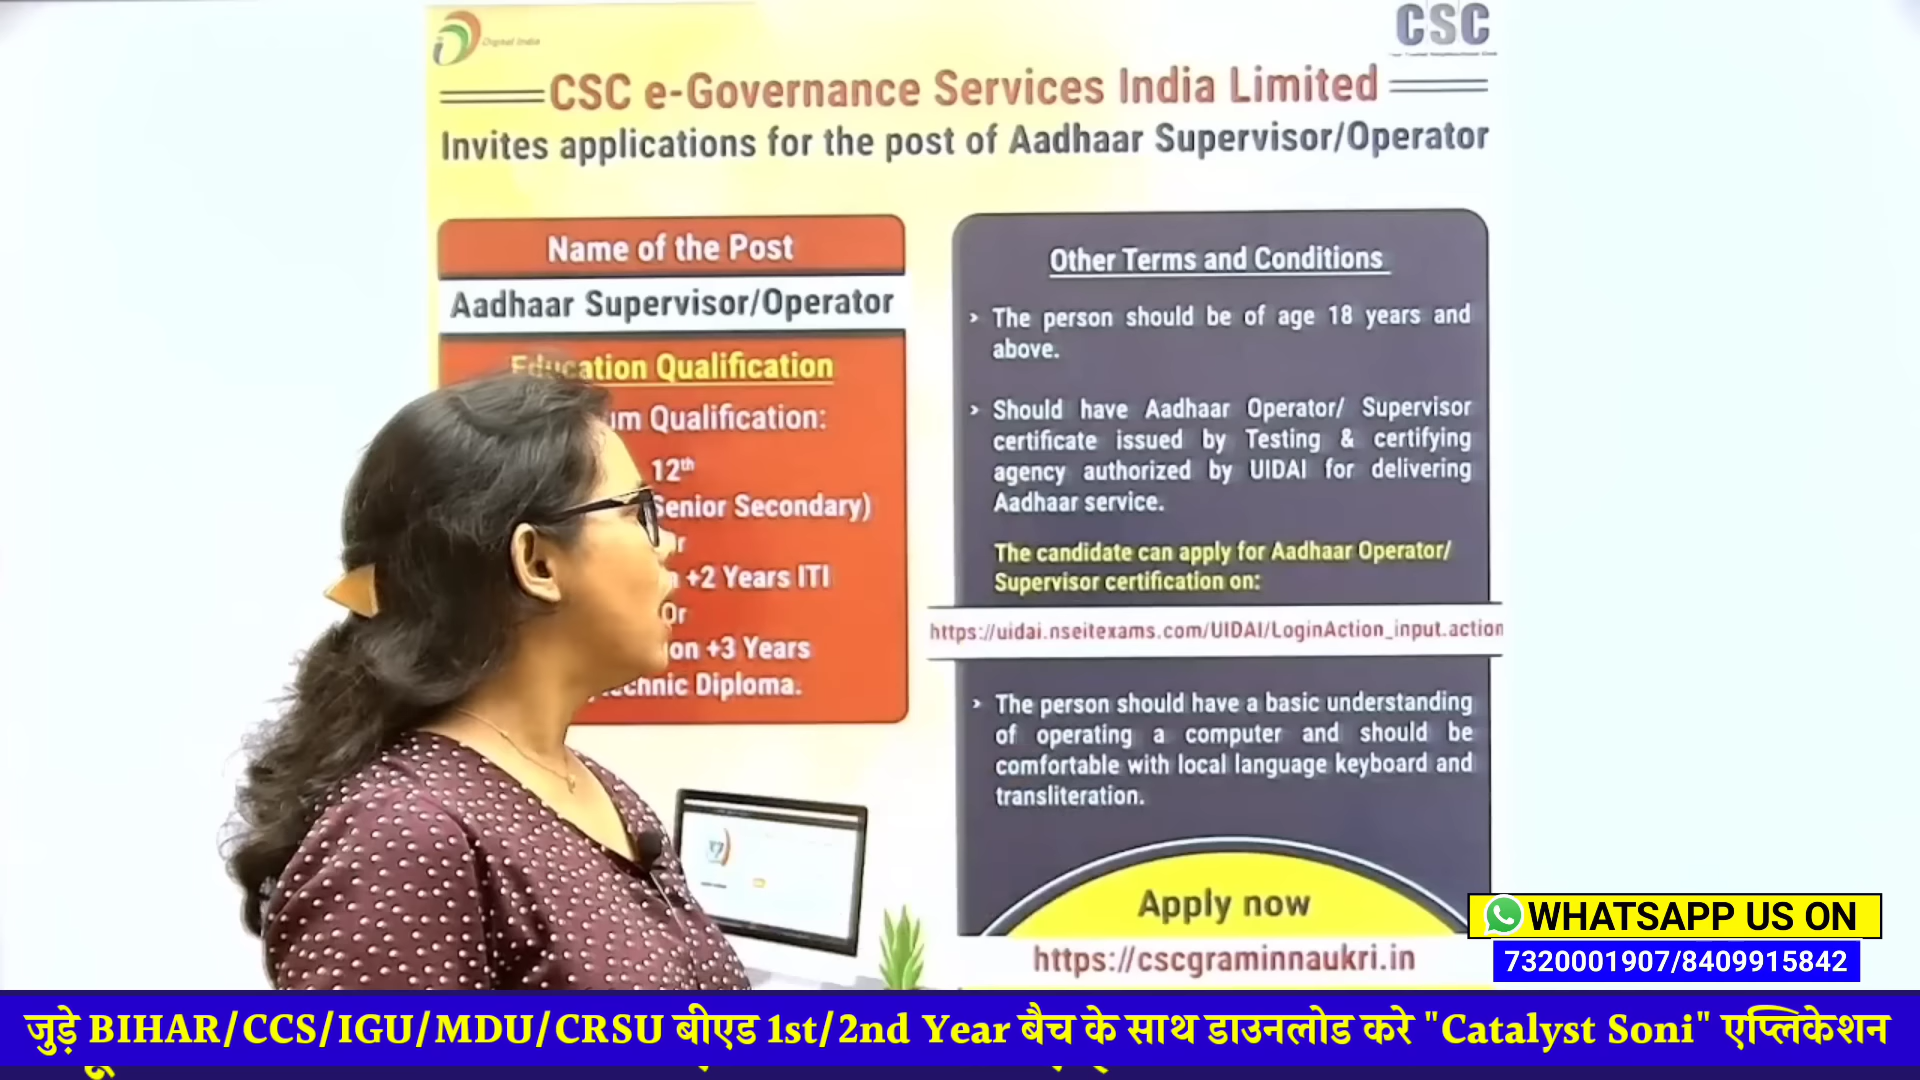 Digital India
CSC
CSC e-Governance Services India Limited
Invites applications for the post of Aadhaar Supervisor/Operator
Name of the Post
Aadhaar Supervisor/Operator
Education Qualification
Qualification:
12th
Senior Secondary)
+2 Years ITI
Or
+3 Years
Diploma.
Other Terms and Conditions
› The person should be of age 18 years and
above.
› Should have Aadhaar Operator/ Supervisor
certificate issued by Testing & certifying
agency authorized by UIDAI for delivering
Aadhaar service.
The candidate can apply for Aadhaar Operator/
Supervisor certification on:
https://uidai.nseitexams.com/UIDAI/LoginAction_input.action
› The person should have a basic understanding
of operating a computer and should be
comfortable with local language keyboard and
transliteration.
Apply now
https://cscgraminnaukri.in
WHATSAPP US ON
7320001907/8409915842
जुड़े BIHAR/CCS/IGU/MDU/CRSU बीएड 1st/2nd Year बैच के साथ डाउनलोड करे "Catalyst Soni" एप्लिकेशन